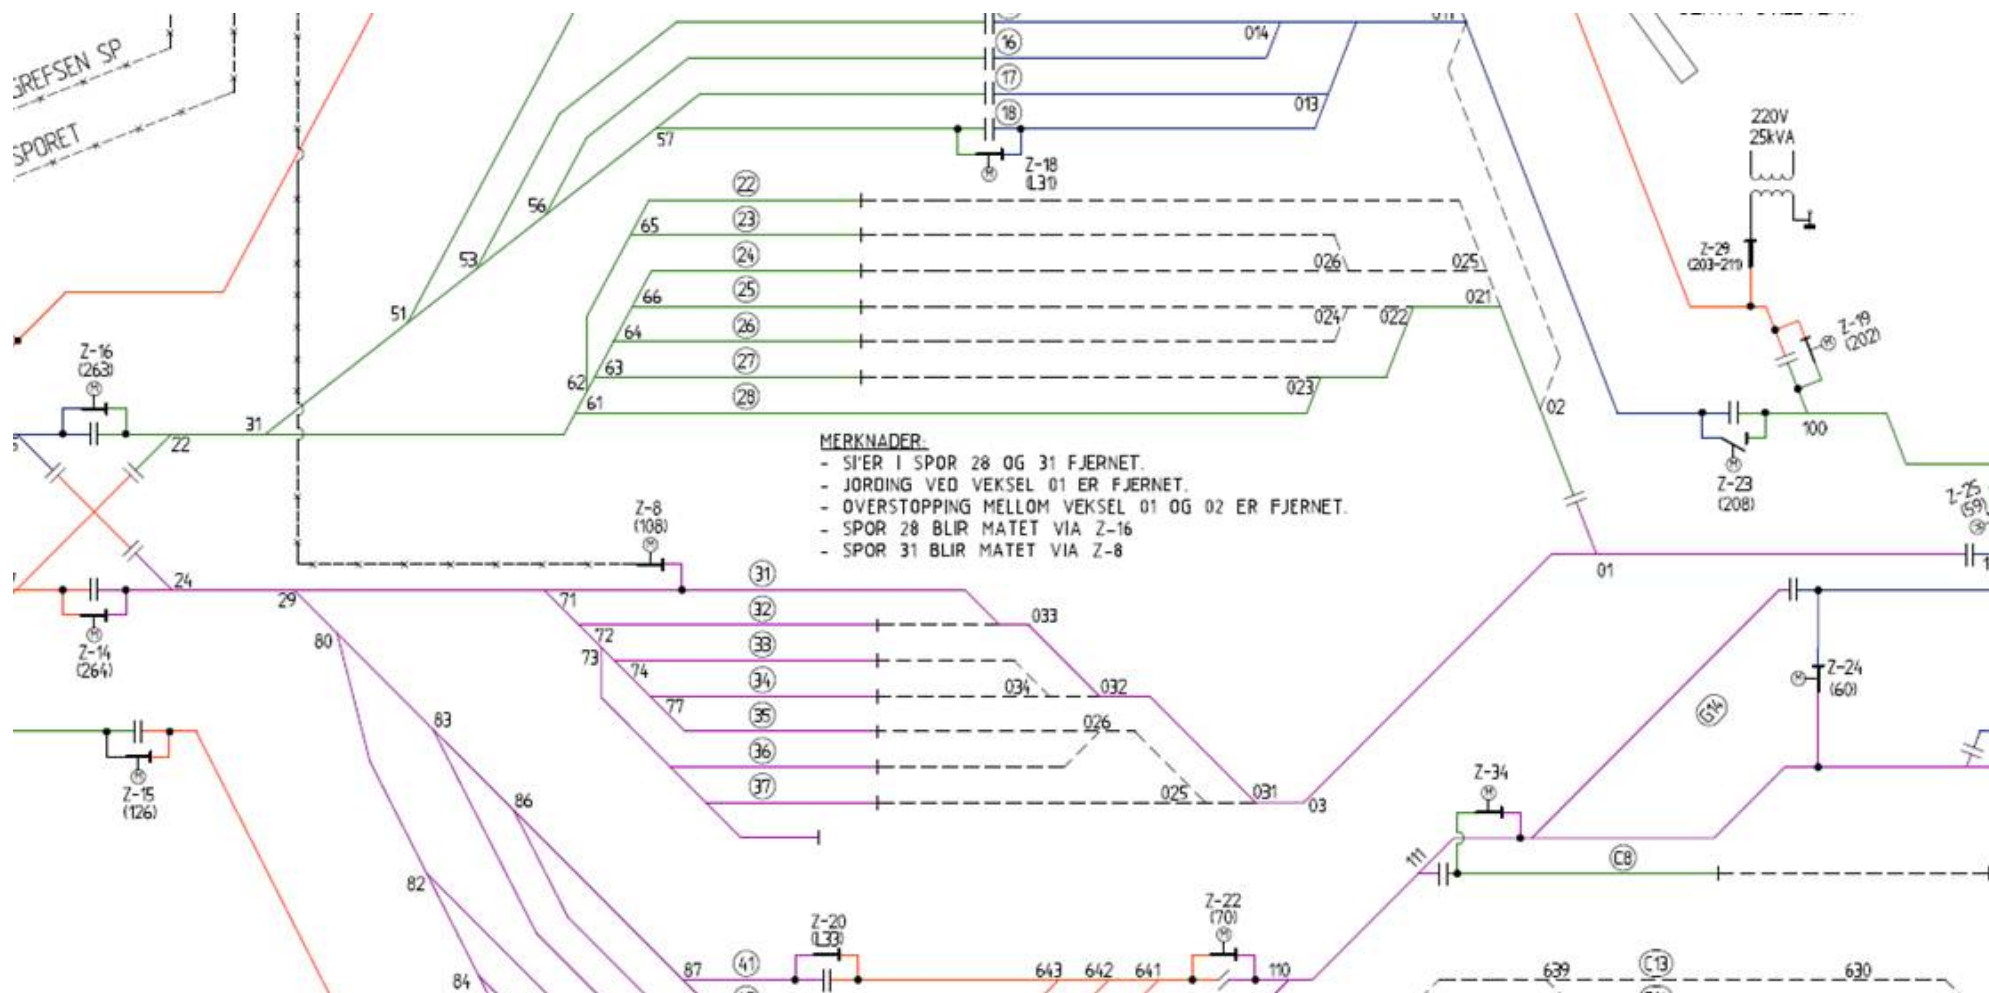 GREFSEN SP
SPORET
014
16
17
013
18
57
Z-18
(L31)
220V
25kVA
22
56
65
23
53
24
026
025
Z-29
(203-211)
66
25
021
51
64
26
024
022
Z-19
(202)
Z-16
(263)
63
27
62
023
61
28
02
31
22
100
MERKNADER:
- SI'ER I SPOR 28 OG 31 FJERNET.
- JORDING VED VEKSEL 01 ER FJERNET.
- OVERSTOPPING MELLOM VEKSEL 01 OG 02 ER FJERNET.
- SPOR 28 BLIR MATET VIA Z-16
- SPOR 31 BLIR MATET VIA Z-8
Z-23
(208)
Z-25
(59)
Z-8
(108)
M
24
31
01
29
71
32
033
80
72
33
73
74
34
034
032
Z-14
(264)
Z-24
(60)
77
35
026
G14
83
36
Z-15
(126)
37
025
031
03
Z-34
86
111
C8
82
Z-20
(L33)
Z-22
(70)
84
87
41
643
642
641
110
639
C13
630